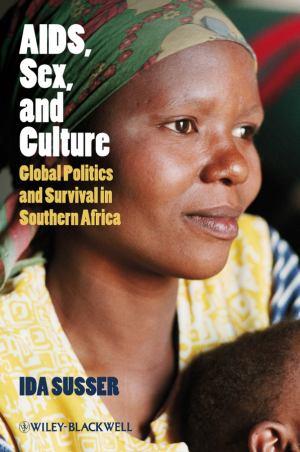 AIDS,
Sex,
and
Culture
Global Politics
and Survival in
Southern Africa
IDA SUSSER
WILEY-BLACKWELL